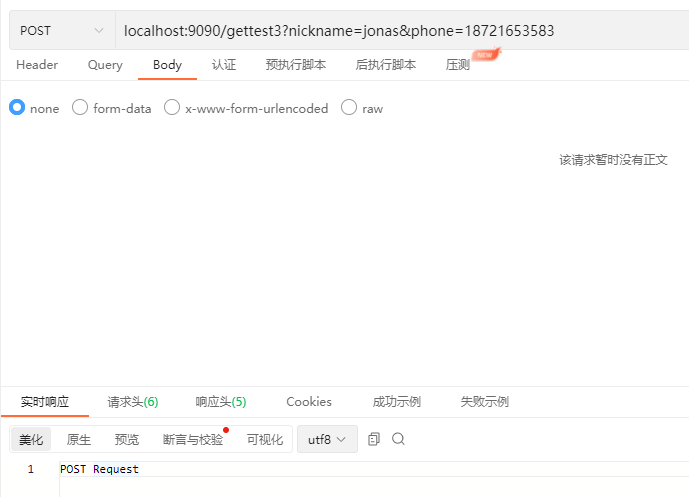 POST localhost:9090/gettest3?nickname=jonas&phone=18721653583
Header Query Body 认证 预执行脚本 后执行脚本 压测 NEW
none form-data x-www-form-urlencoded raw
该请求暂时没有正文
实时响应 请求头(6) 响应头(5) Cookies 成功示例 失败示例
美化 原生 预览 断言与校验 可视化 utf8
1 POST Request